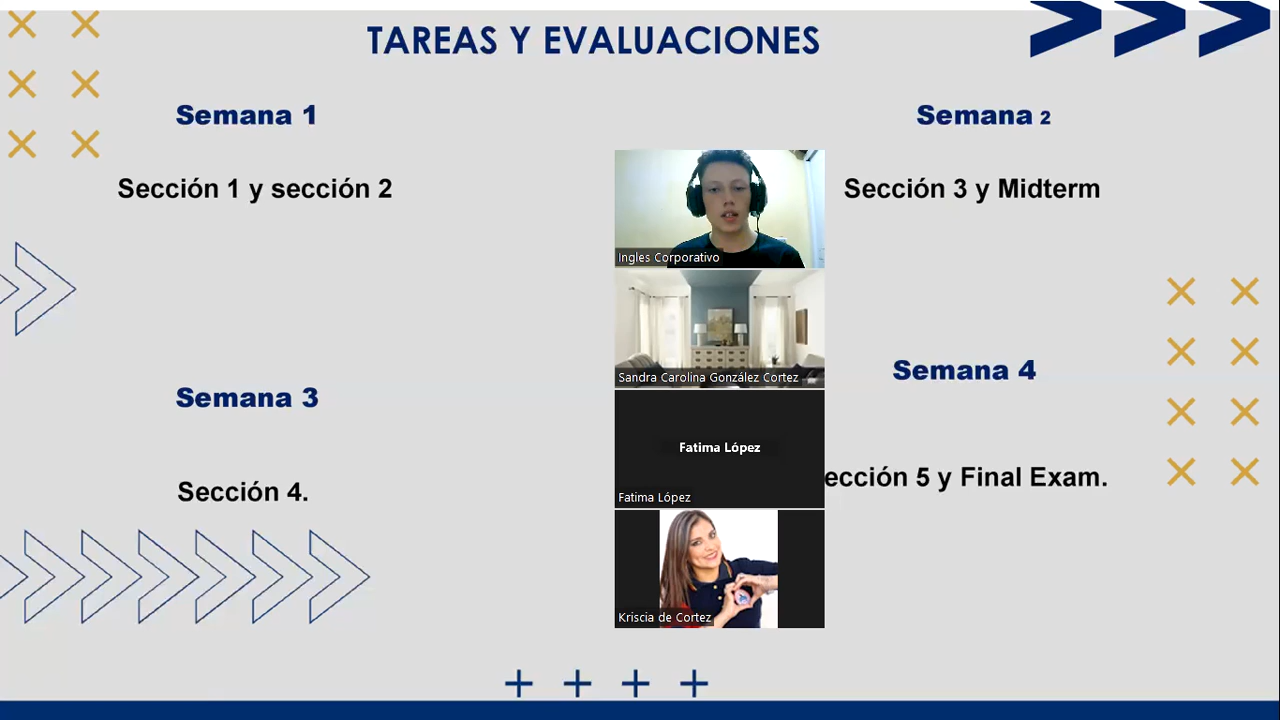 TAREAS Y EVALUACIONES
Semana 1
Semana 2
Sección 1 y sección 2
Sección 3 y Midterm
Ingles Corporativo
Sandra Carolina González Cortez
Semana 3
Semana 4
Fatima López
Fatima López
Sección 4.
ección 5 y Final Exam.
Kriscia de Cortez